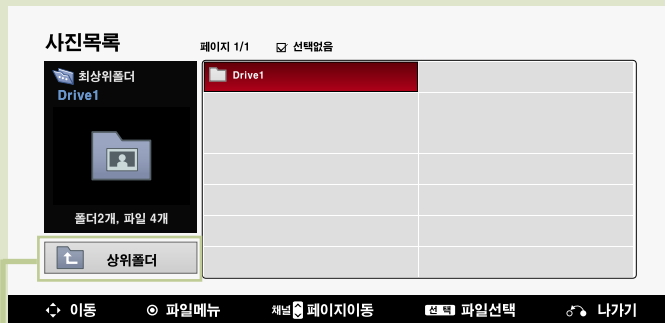 사진목록
페이지 1/1 선택없음
최상위폴더
Drive1
Drive1
폴더2개, 파일 4개
상위폴더
이동 파일메뉴 채널 페이지이동 선택 파일선택 나가기